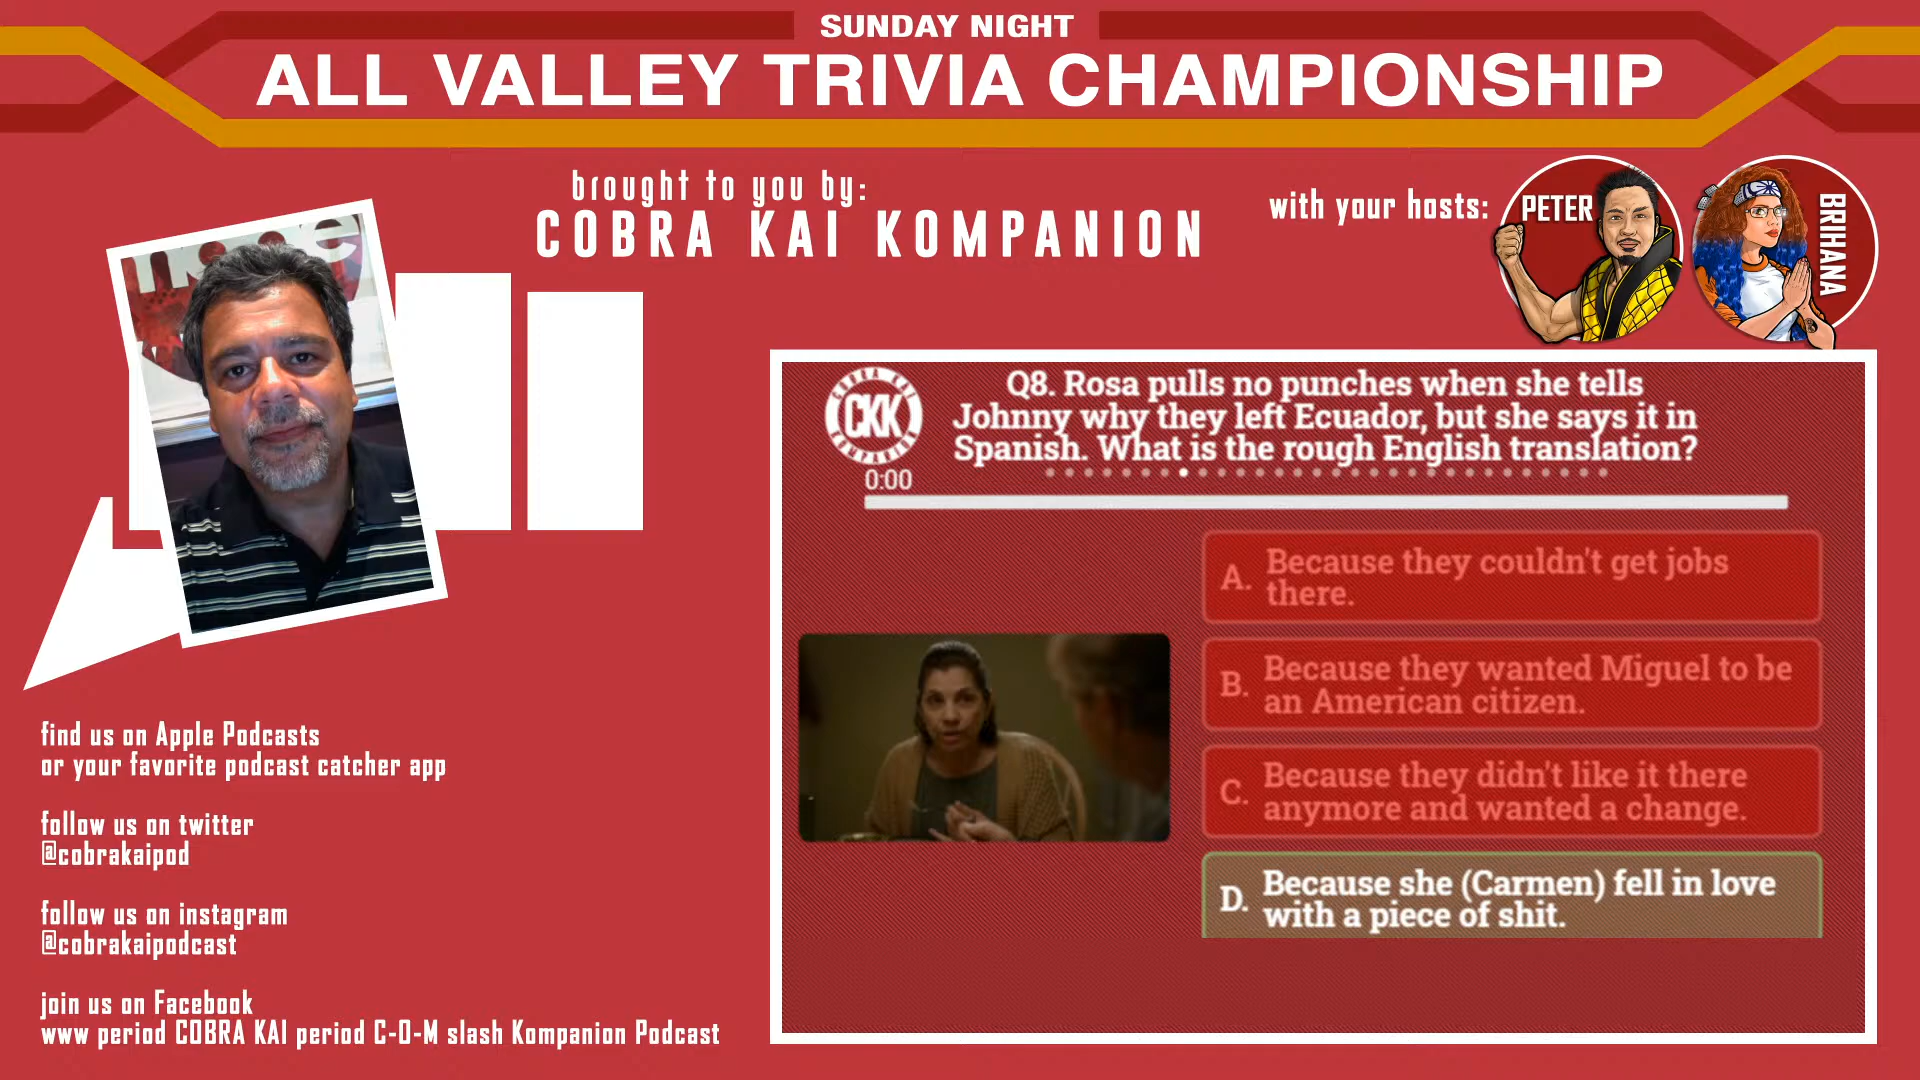 SUNDAY NIGHT
ALL VALLEY TRIVIA CHAMPIONSHIP
brought to you by:
COBRA KAI KOMPANION
with your hosts:
PETER
BRIHANA
COBRA KAI
CKK
KOMPANION
Q8. Rosa pulls no punches when she tells
Johnny why they left Ecuador, but she says it in
Spanish. What is the rough English translation?
0:00
A. Because they couldn't get jobs
there.
B. Because they wanted Miguel to be
an American citizen.
C. Because they didn't like it there
anymore and wanted a change.
D. Because she (Carmen) fell in love
with a piece of shit.
find us on Apple Podcasts
or your favorite podcast catcher app
follow us on twitter
@cobrakaipod
follow us on instagram
@cobrakaipodcast
join us on Facebook
www period COBRA KAI period C-O-M slash Kompanion Podcast